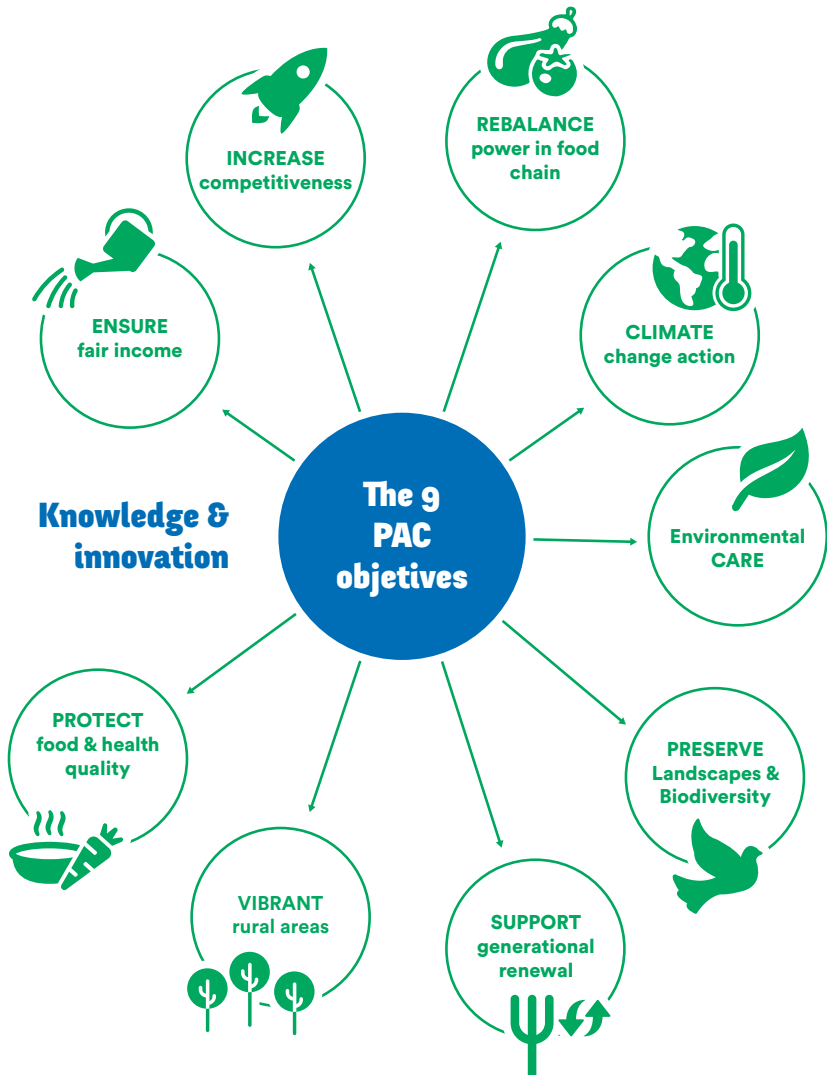 INCREASE
competitiveness
REBALANCE
power in food
chain
ENSURE
fair income
CLIMATE
change action
Knowledge &
innovation
The 9
PAC
objetives
Environmental
CARE
PROTECT
food & health
quality
PRESERVE
Landscapes &
Biodiversity
VIBRANT
rural areas
SUPPORT
generational
renewal